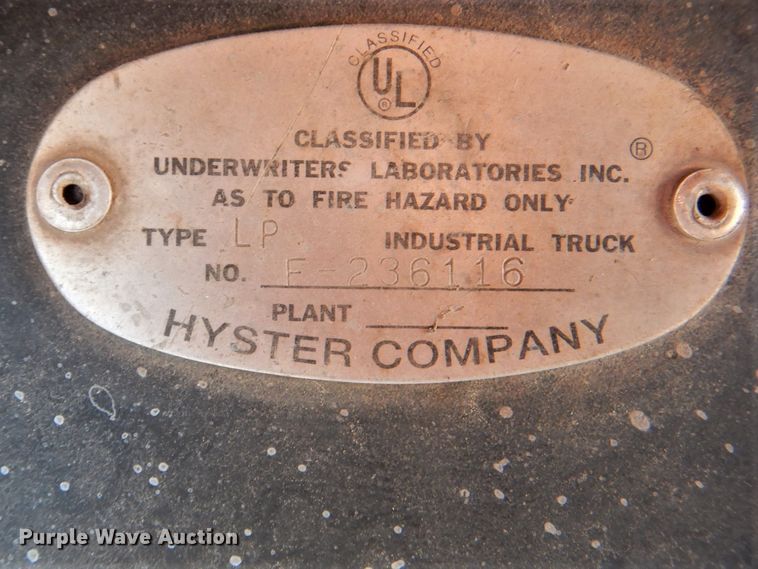 CLASSIFIED
UL
®
CLASSIFIED BY
®
UNDERWRITERS LABORATORIES INC.
AS TO FIRE HAZARD ONLY
TYPE LP INDUSTRIAL TRUCK
NO. F-236116
PLANT
HYSTER COMPANY
Purple Wave Auction